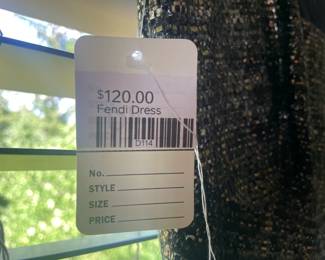 $120.00
Fendi Dress
D114
No.
STYLE
SIZE
PRICE